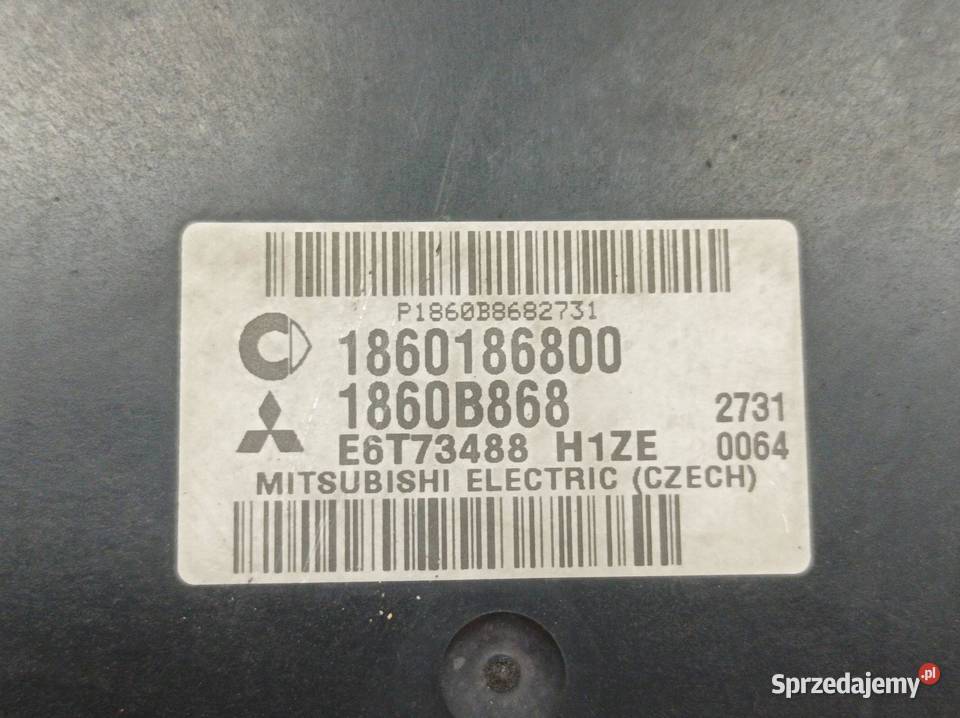 P1860B8682731
1860186800
1860B868 2731
E6T73488 H1ZE 0064
MITSUBISHI ELECTRIC (CZECH)
Sprzedajemy.pl